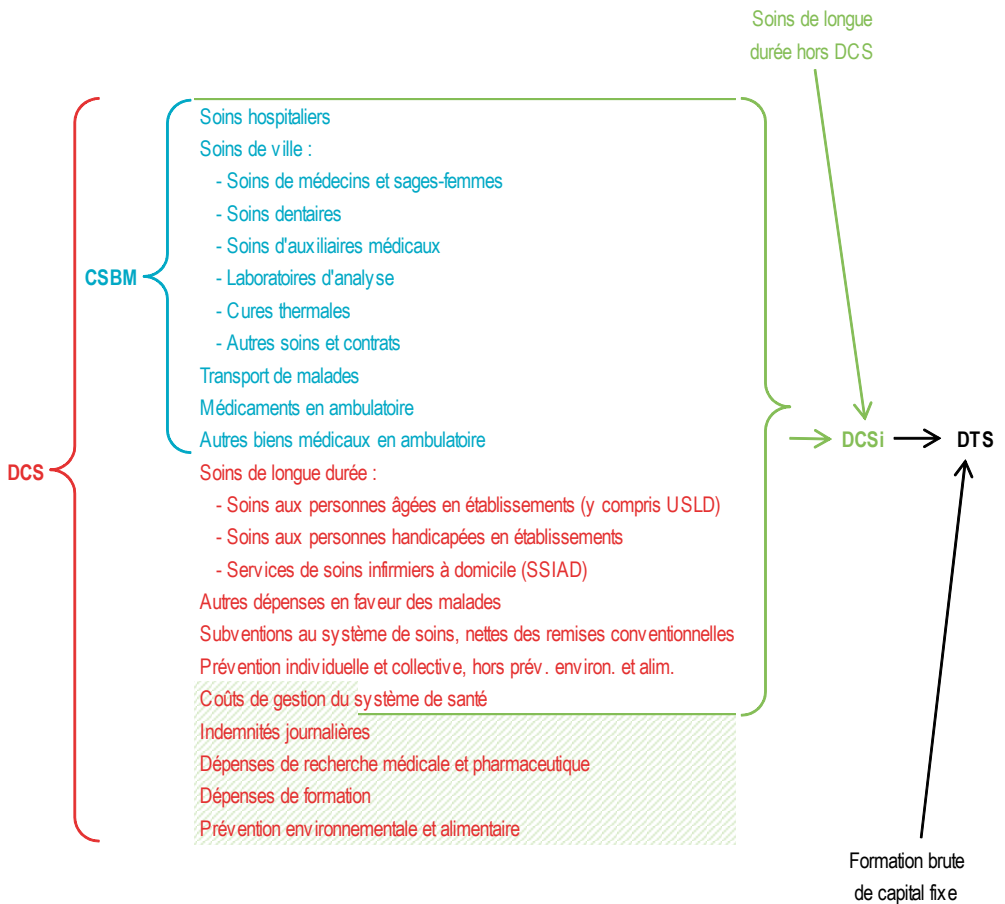 Soins de longue
durée hors DCS
Soins hospitaliers
Soins de ville :
- Soins de médecins et sages-femmes
- Soins dentaires
- Soins d'auxiliaires médicaux
- Laboratoires d'analyse
CSBM
- Cures thermales
- Autres soins et contrats
Transport de malades
Médicaments en ambulatoire
Autres biens médicaux en ambulatoire
DCSi
DTS
DCS
Soins de longue durée :
- Soins aux personnes âgées en établissements (y compris USLD)
- Soins aux personnes handicapées en établissements
- Services de soins infirmiers à domicile (SSIAD)
Autres dépenses en faveur des malades
Subventions au système de soins, nettes des remises conventionnelles
Prévention individuelle et collective, hors prév. environ. et alim.
Coûts de gestion du système de santé
Indemnités journalières
Dépenses de recherche médicale et pharmaceutique
Dépenses de formation
Prévention environnementale et alimentaire
Formation brute
de capital fixe